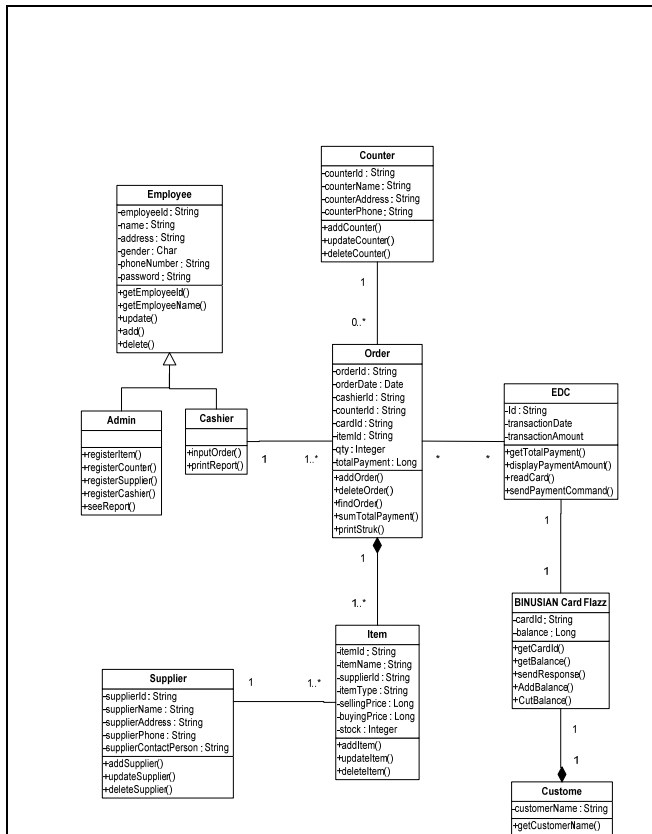 Counter
-counterId : String
-counterName : String
-counterAddress : String
-counterPhone : String
+addCounter()
+updateCounter()
+deleteCounter()
Employee
-employeeId : String
-name : String
-address : String
-gender : Char
-phoneNumber : String
-password : String
+getEmployeeId()
+getEmployeeName()
+update()
+add()
+delete()
1
0..*
Order
-orderId : String
-orderDate : Date
-cashierId : String
-counterId : String
-cardId : String
-itemId : String
-qty : Integer
-totalPayment : Long
+addOrder()
+deleteOrder()
+findOrder()
+sumTotalPayment()
+printStruk()
Admin
+registerItem()
+registerCounter()
+registerSupplier()
+registerCashier()
+seeReport()
Cashier
+inputOrder()
+printReport()
1
1..*
*
*
EDC
-Id : String
-transactionDate
-transactionAmount
+getTotalPayment()
+displayPaymentAmount()
+readCard()
+sendPaymentCommand()
1
1
BINUSIAN Card Flazz
-cardId : String
-balance : Long
+getCardId()
+getBalance()
+sendResponse()
+AddBalance()
+CutBalance()
1
1..*
Item
-itemId : String
-itemName : String
-supplierId : String
-itemType : String
-sellingPrice : Long
-buyingPrice : Long
-stock : Integer
+addItem()
+updateItem()
+deleteItem()
Supplier
-supplierId : String
-supplierName : String
-supplierAddress : String
-supplierPhone : String
-supplierContactPerson : String
+addSupplier()
+updateSupplier()
+deleteSupplier()
1
1..*
1
1
Custome
-customerName : String
+getCustomerName()